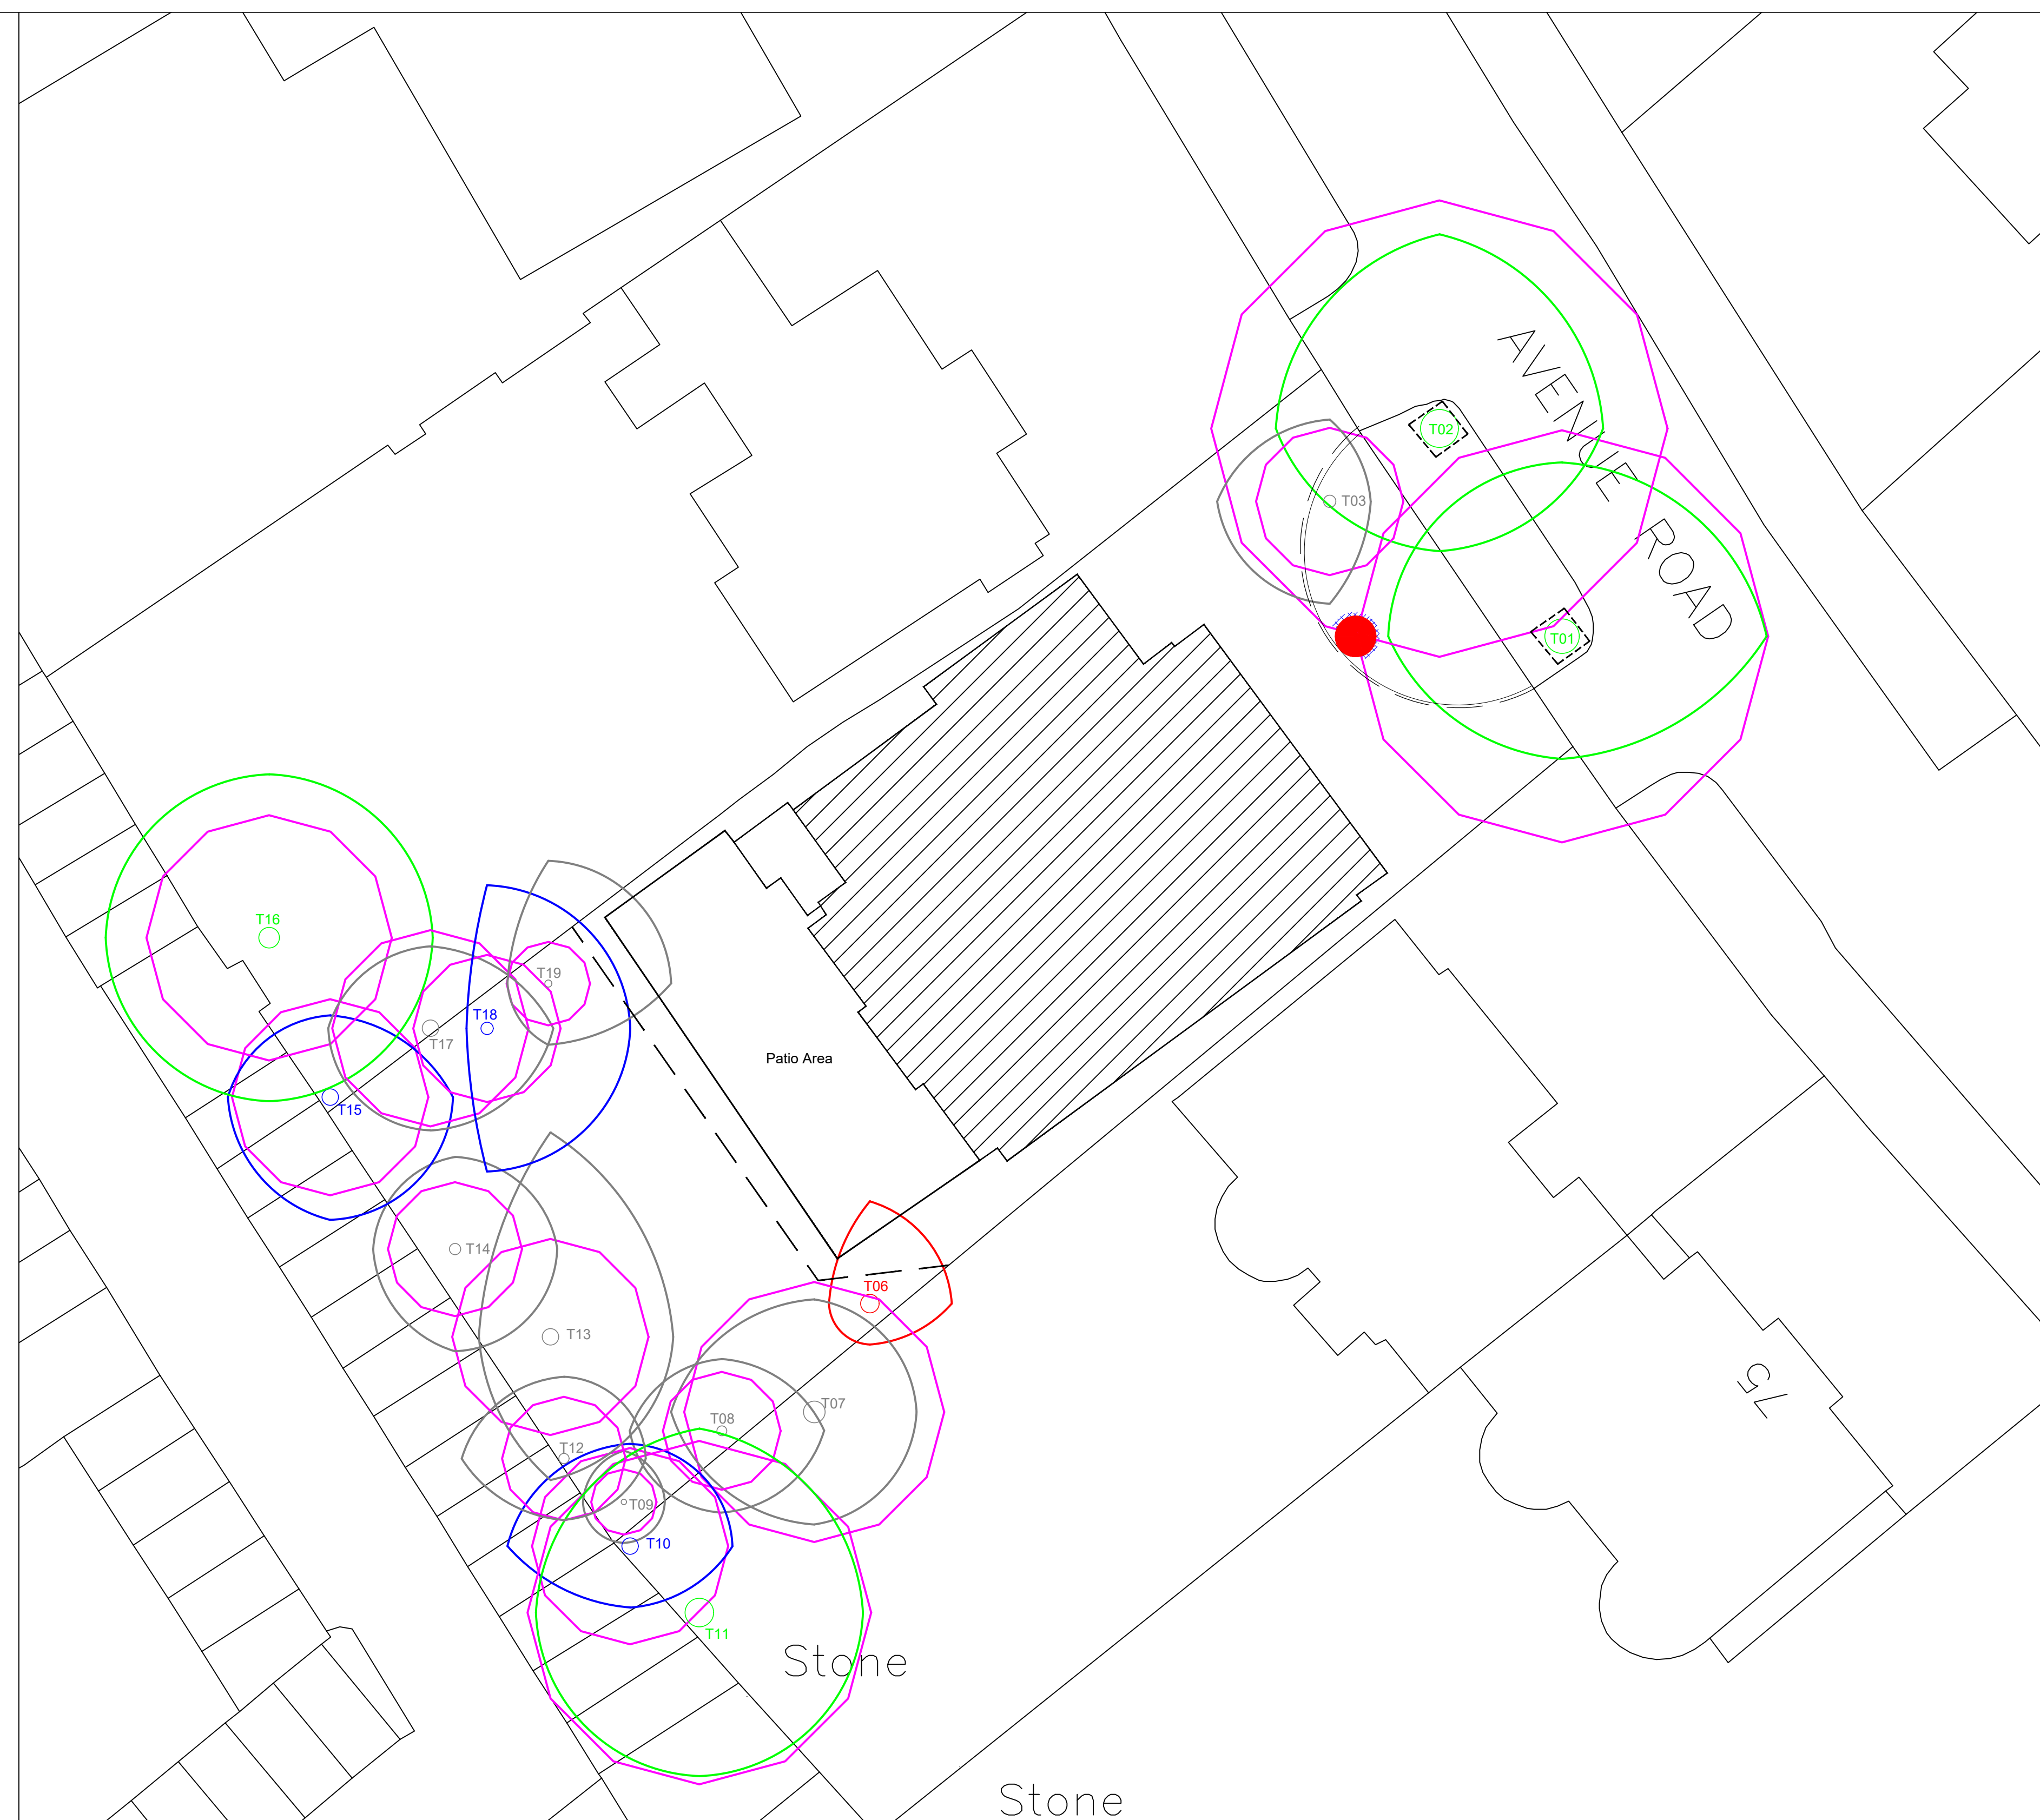 AVENUE ROAD
T02
T03
T01
T16
T19
T18
T17
Patio Area
T15
T14
T06
T13
75
T07
T08
T12
T09
T10
T11
Stone
Stone